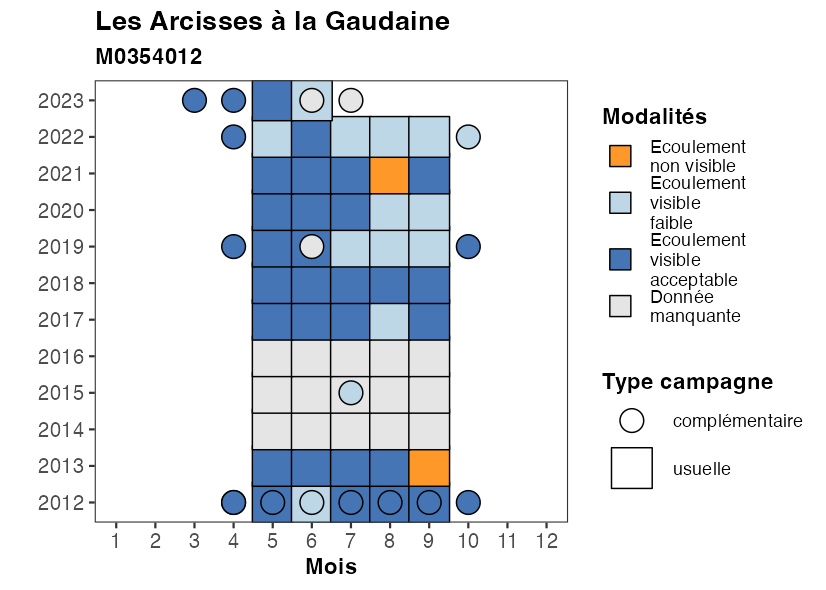 Les Arcisses à la Gaudaine
M0354012
2023
2022
2021
2020
2019
2018
2017
2016
2015
2014
2013
2012
1 2 3 4 5 6 7 8 9 10 11 12
Mois
Modalités
Ecoulement
non visible
Ecoulement
visible
faible
Ecoulement
visible
acceptable
Donnée
manquante
Type campagne
complémentaire
usuelle